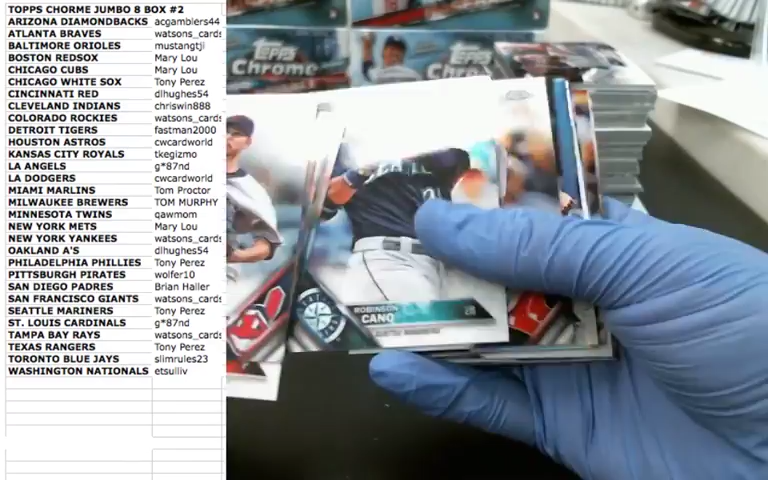 TOPPS CHORME JUMBO 8 BOX #2
ARIZONA DIAMONDBACKS acgamblers44
ATLANTA BRAVES watsons_cards
BALTIMORE ORIOLES mustangtji
BOSTON REDSOX Mary Lou
CHICAGO CUBS Mary Lou
CHICAGO WHITE SOX Tony Perez
CINCINNATI RED dlhughes54
CLEVELAND INDIANS chriswin888
COLORADO ROCKIES watsons_cards
DETROIT TIGERS fastman2000
HOUSTON ASTROS cwcardworld
KANSAS CITY ROYALS tkegizmo
LA ANGELS g*87nd
LA DODGERS cwcardworld
MIAMI MARLINS Tom Proctor
MILWAUKEE BREWERS TOM MURPHY
MINNESOTA TWINS qawmom
NEW YORK METS Mary Lou
NEW YORK YANKEES watsons_cards
OAKLAND A'S dlhughes54
PHILADELPHIA PHILLIES Tony Perez
PITTSBURGH PIRATES wolfer10
SAN DIEGO PADRES Brian Haller
SAN FRANCISCO GIANTS watsons_cards
SEATTLE MARINERS Tony Perez
ST. LOUIS CARDINALS g*87nd
TAMPA BAY RAYS watsons_cards
TEXAS RANGERS Tony Perez
TORONTO BLUE JAYS slimrules23
WASHINGTON NATIONALS etsulliv
TOPPS Chrome
TOPPS Chrome
ROBINSON
CANO